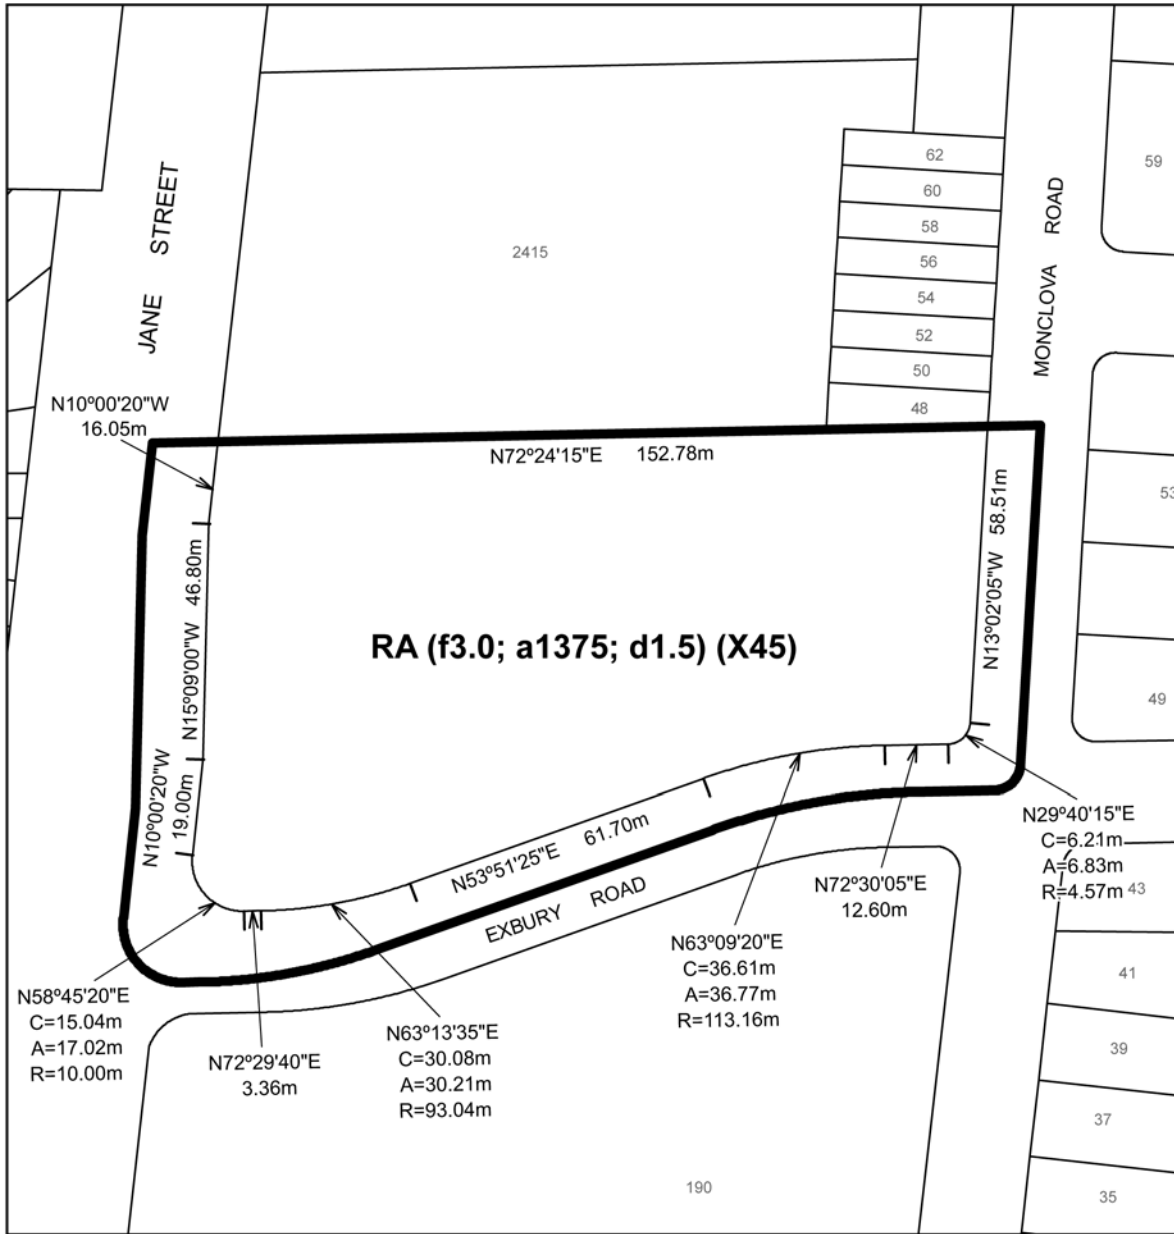 62
59
60
58
JANE STREET
MONCLOVA ROAD
2415
56
54
52
50
48
N10º00'20"W
16.05m
N72º24'15"E 152.78m
53
N15º09'00"W 46.80m
N13º02'05"W 58.51m
RA (f3.0; a1375; d1.5) (X45)
49
N10º00'20"W
19.00m
N53º51'25"E 61.70m
EXBURY ROAD
N29º40'15"E
C=6.21m
A=6.83m
R=4.57m
43
N72º30'05"E
12.60m
N63º09'20"E
C=36.61m
A=36.77m
R=113.16m
41
N58º45'20"E
C=15.04m
A=17.02m
R=10.00m
N72º29'40"E
3.36m
N63º13'35"E
C=30.08m
A=30.21m
R=93.04m
39
37
190
35